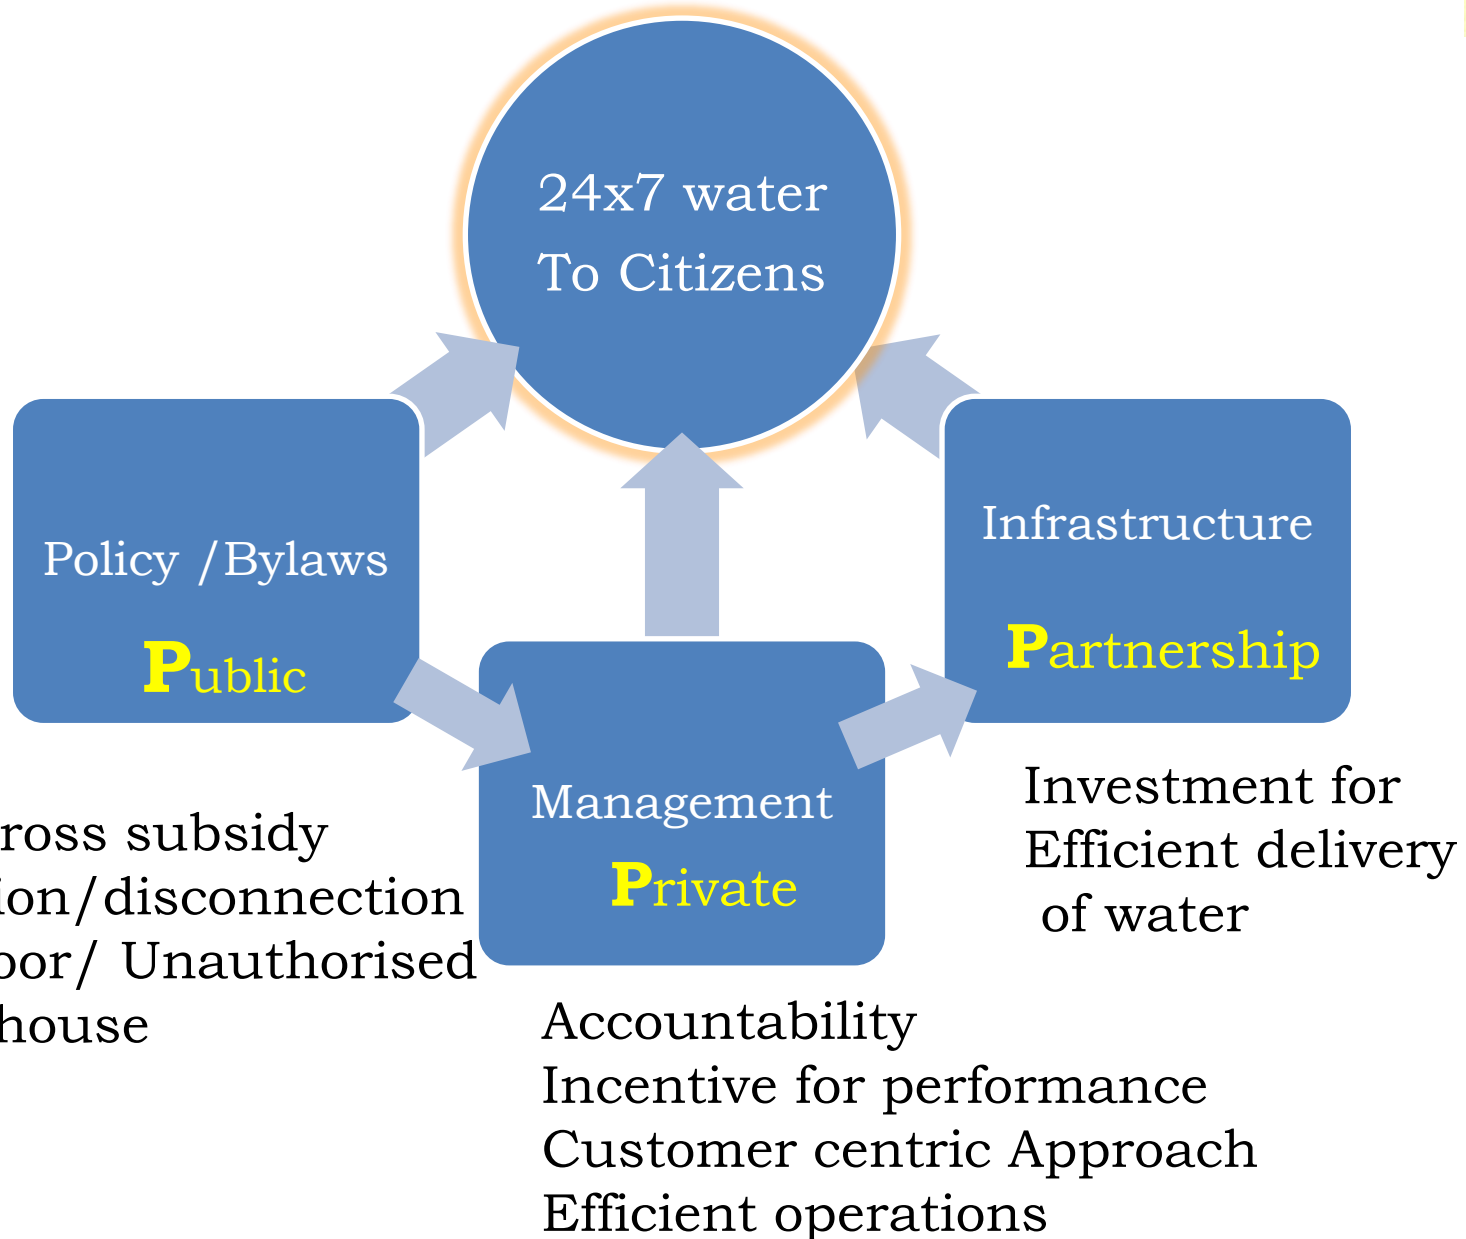 24x7 water
To Citizens
Policy /Bylaws
Public
Management
Private
Infrastructure
Partnership
ross subsidy
ion/disconnection
oor/ Unauthorised
house
Accountability
Incentive for performance
Customer centric Approach
Efficient operations
Investment for
Efficient delivery
of water